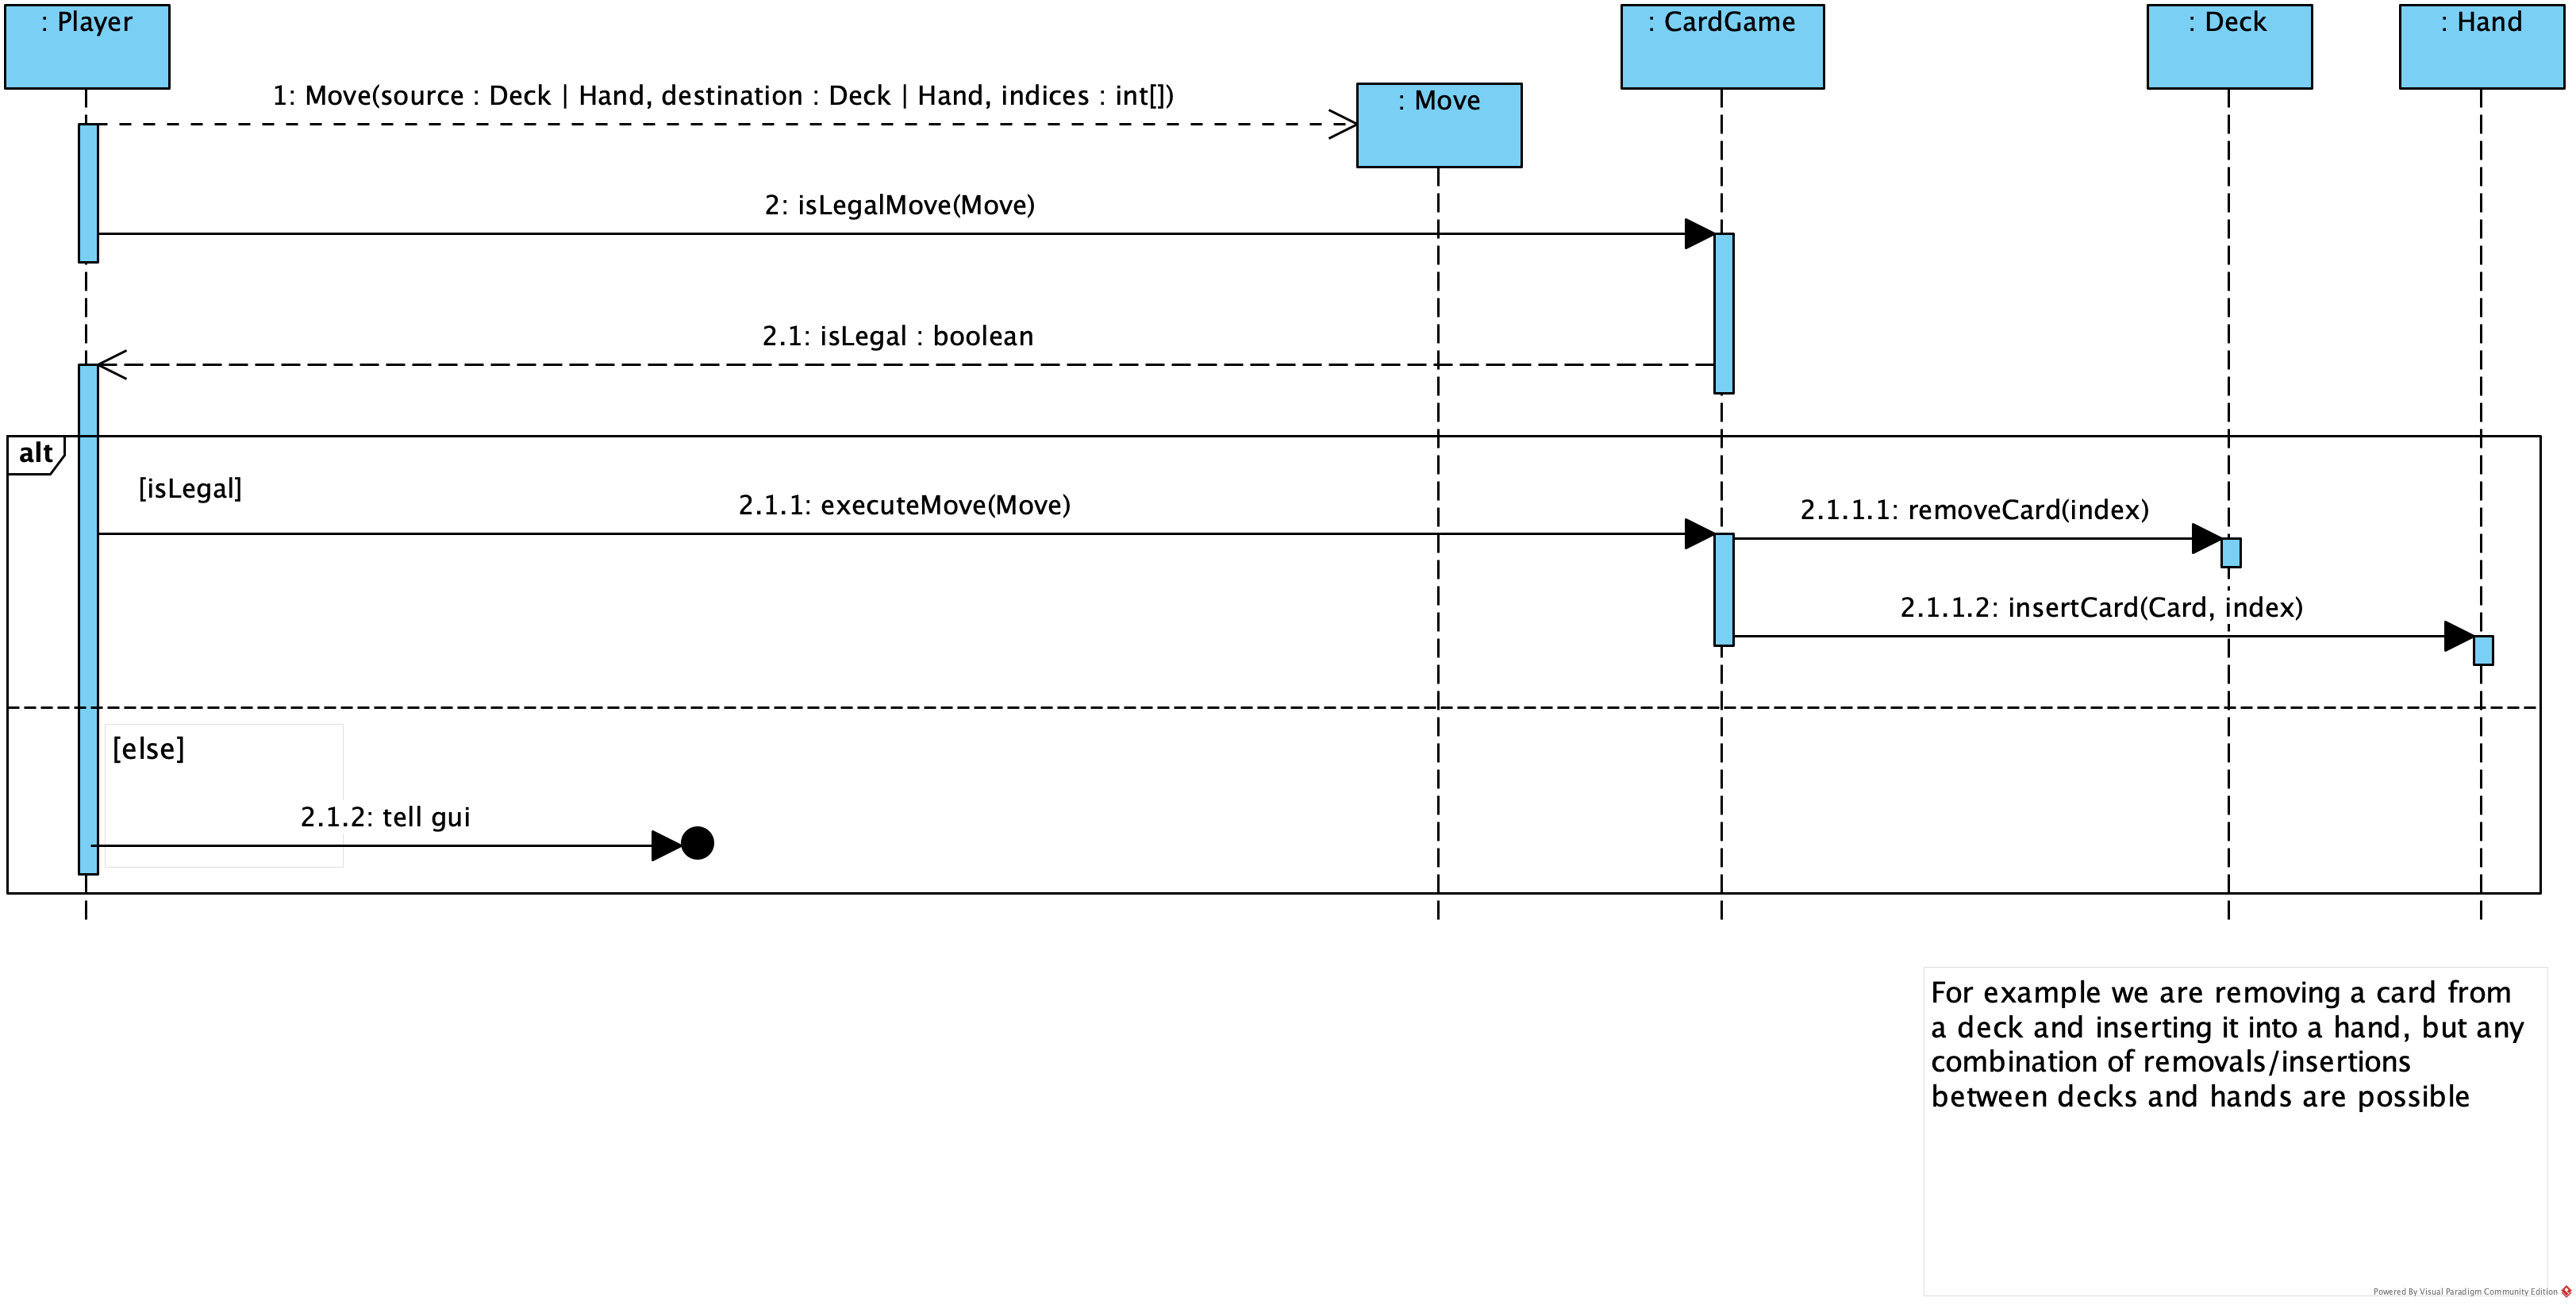 : Player
: CardGame
: Deck
: Hand
1: Move(source : Deck | Hand, destination : Deck | Hand, indices : int[])
: Move
2: isLegalMove(Move)
2.1: isLegal : boolean
alt
[isLegal]
2.1.1: executeMove(Move)
2.1.1.1: removeCard(index)
2.1.1.2: insertCard(Card, index)
[else]
2.1.2: tell gui
For example we are removing a card from
a deck and inserting it into a hand, but any
combination of removals/insertions
between decks and hands are possible
Powered By Visual Paradigm Community Edition